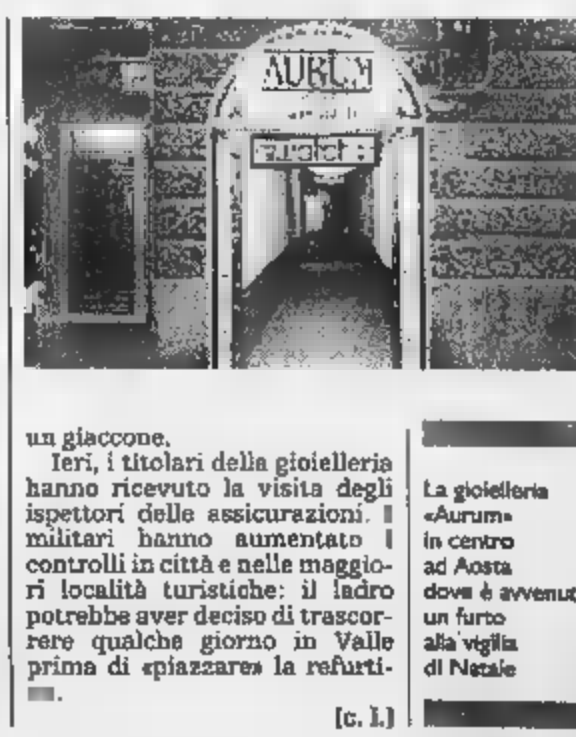 AURUM
un giaccone.
Ieri, i titolari della gioielleria
hanno ricevuto la visita degli
ispettori delle assicurazioni. I
militari hanno aumentato i
controlli in città e nelle maggio-
ri località turistiche: il ladro
potrebbe aver deciso di trascor-
rere qualche giorno in Valle
prima di «piazzare» la refurti-
[c. l.]
La gioielleria
«Aurum»
in centro
ad Aosta
dove è avvenut
un furto
alla vigilia
di Natale